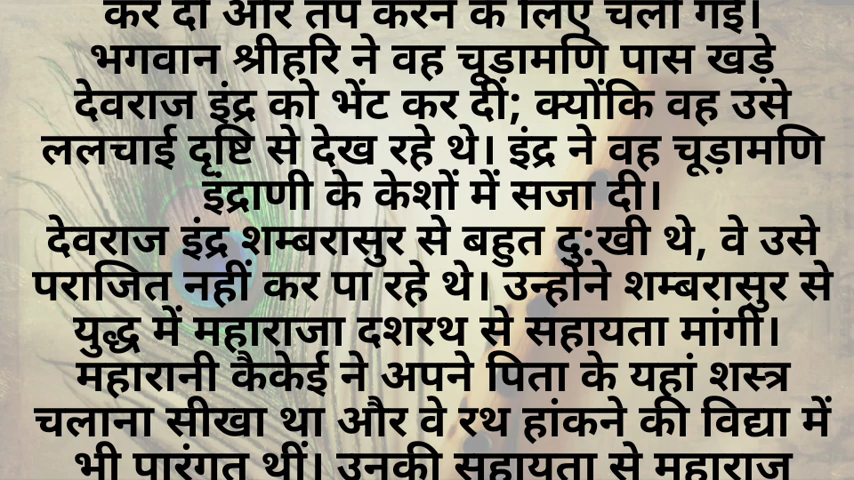 कर दी और तप करने के लिए चली गई।
भगवान श्रीहरि ने वह चूड़ामणि पास खड़े
देवराज इंद्र को भेंट कर दी; क्योंकि वह उसे
ललचाई दृष्टि से देख रहे थे। इंद्र ने वह चूड़ामणि
इंद्राणी के केशों में सजा दी।
देवराज इंद्र शम्बरासुर से बहुत दु:खी थे, वे उसे
पराजित नहीं कर पा रहे थे। उन्होंने शम्बरासुर से
युद्ध में महाराजा दशरथ से सहायता मांगी।
महारानी कैकेई ने अपने पिता के यहां शस्त्र
चलाना सीखा था और वे रथ हांकने की विद्या में
भी पारंगत थीं। उनकी सहायता से महाराज